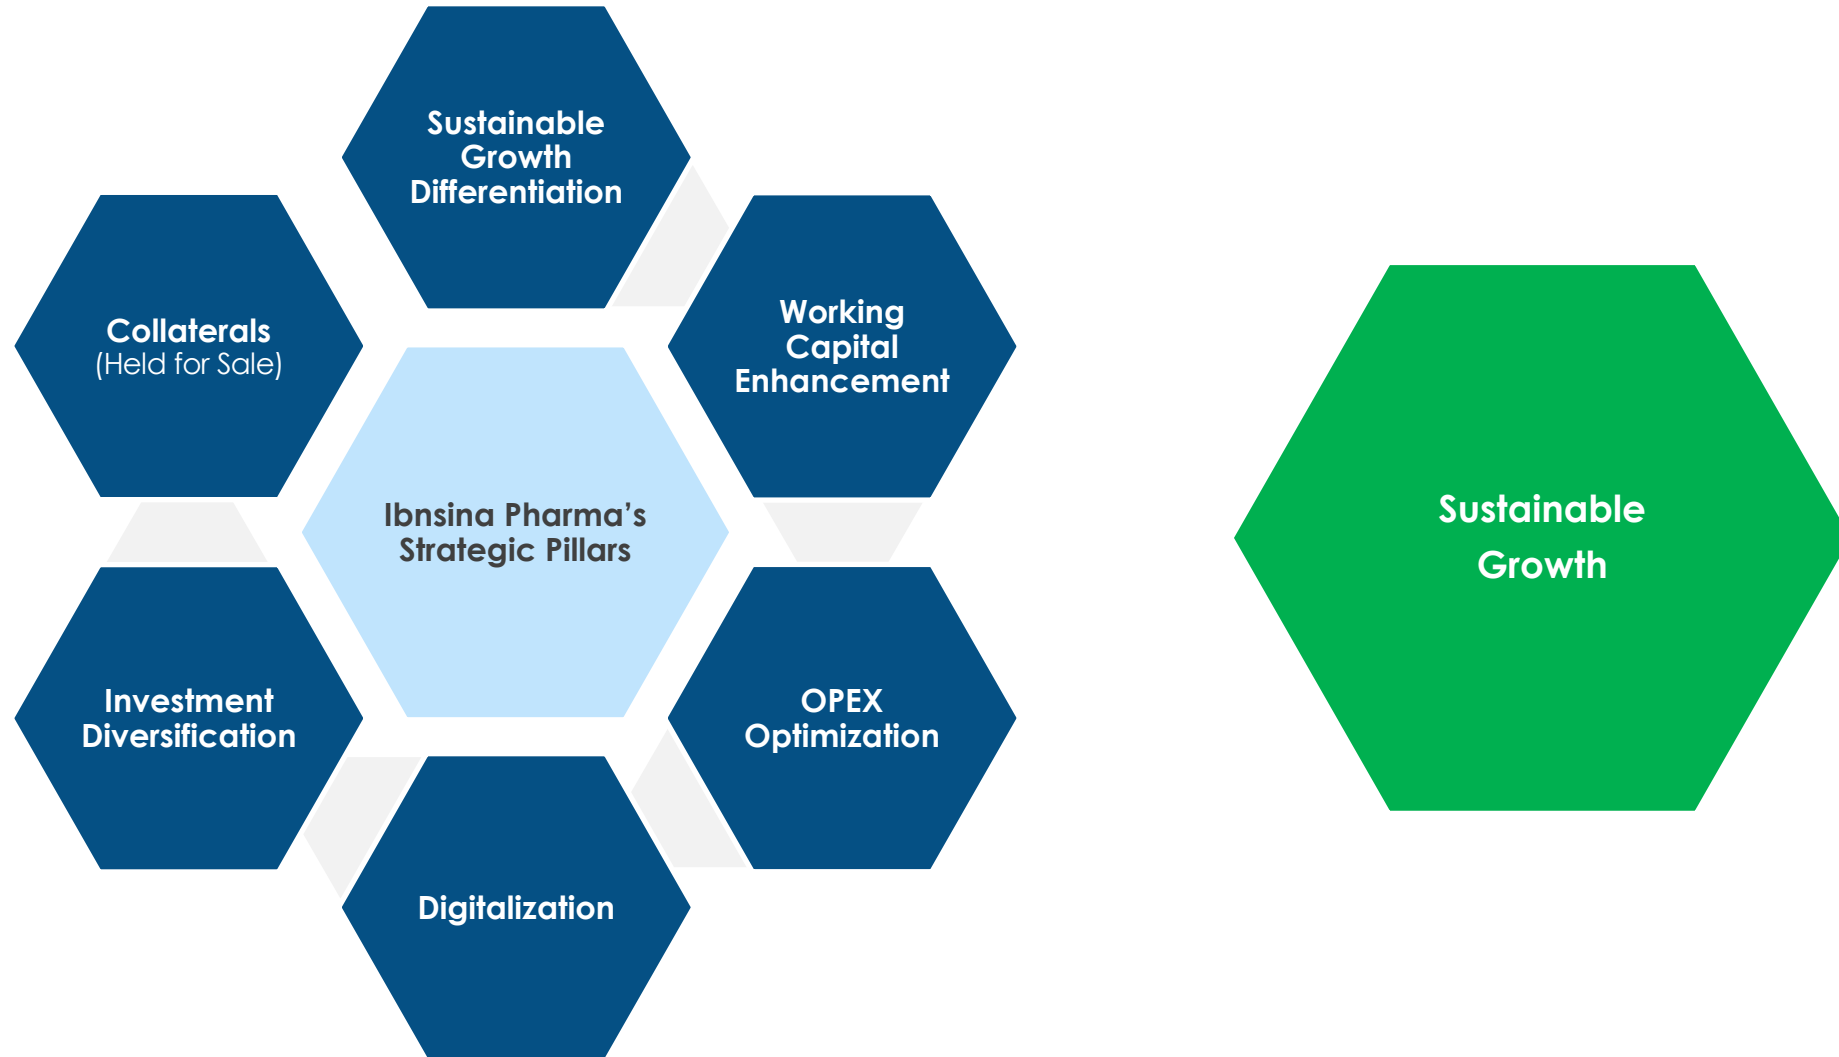 Sustainable
Growth
Differentiation
Working
Capital
Enhancement
OPEX
Optimization
Digitalization
Investment
Diversification
Collaterals
(Held for Sale)
Ibnsina Pharma’s
Strategic Pillars
Sustainable
Growth